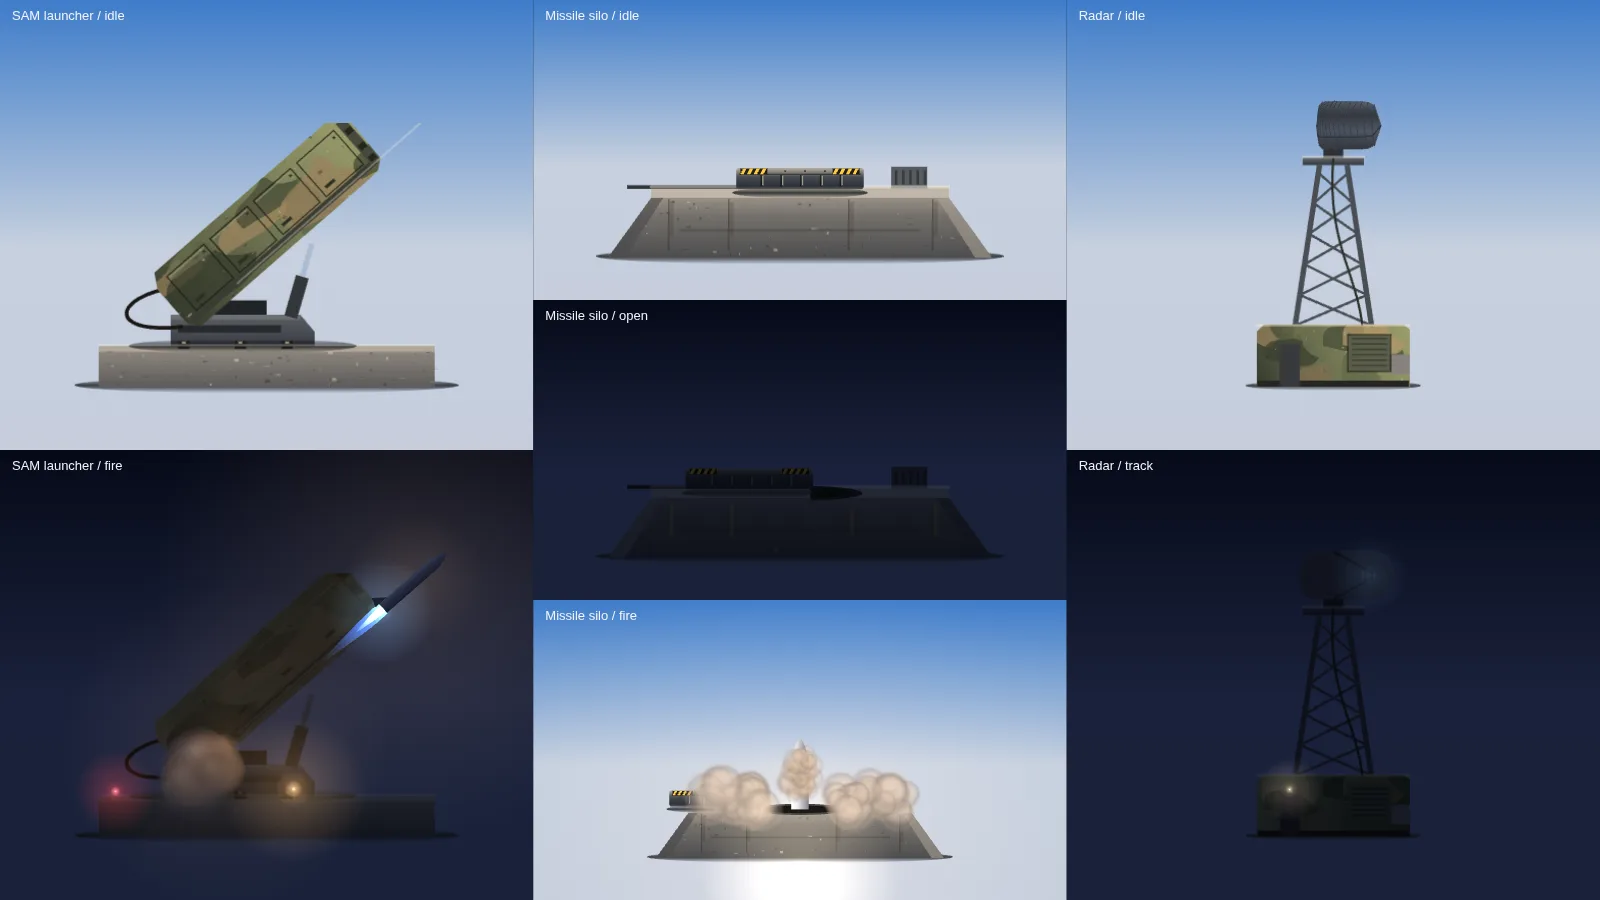 SAM launcher / idle
Missile silo / idle
Radar / idle
Missile silo / open
SAM launcher / fire
Radar / track
Missile silo / fire